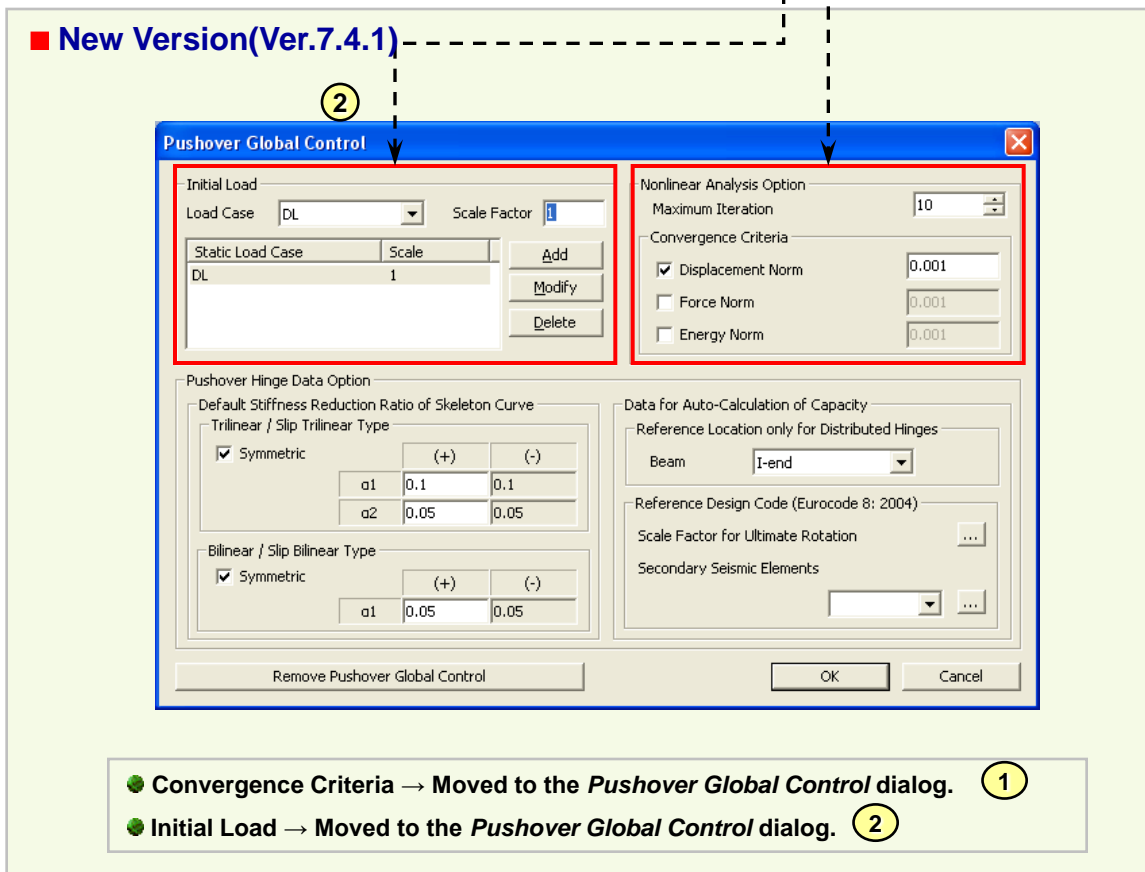 New Version(Ver.7.4.1)
2
Pushover Global Control
Initial Load
Load Case DL Scale Factor 1
Static Load Case Scale
DL 1
Add
Modify
Delete
Nonlinear Analysis Option
Maximum Iteration 10
Convergence Criteria
Displacement Norm 0.001
Force Norm 0.001
Energy Norm 0.001
Pushover Hinge Data Option
Default Stiffness Reduction Ratio of Skeleton Curve
Trilinear / Slip Trilinear Type
Symmetric (+) (-)
α1 0.1 0.1
α2 0.05 0.05
Bilinear / Slip Bilinear Type
Symmetric (+) (-)
α1 0.05 0.05
Data for Auto-Calculation of Capacity
Reference Location only for Distributed Hinges
Beam I-end
Reference Design Code (Eurocode 8: 2004)
Scale Factor for Ultimate Rotation ...
Secondary Seismic Elements
...
Remove Pushover Global Control OK Cancel
Convergence Criteria → Moved to the Pushover Global Control dialog. 1
Initial Load → Moved to the Pushover Global Control dialog. 2